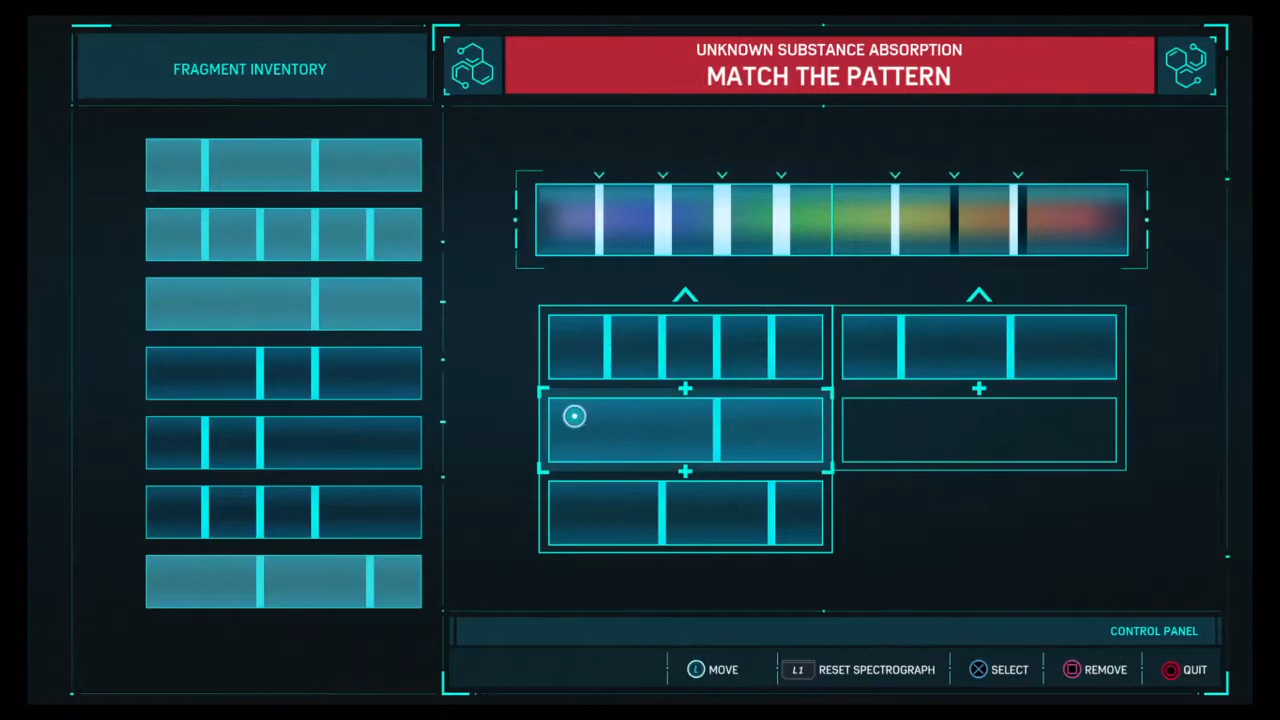 FRAGMENT INVENTORY
UNKNOWN SUBSTANCE ABSORPTION
MATCH THE PATTERN
CONTROL PANEL
L MOVE
L1 RESET SPECTROGRAPH
SELECT
REMOVE
QUIT